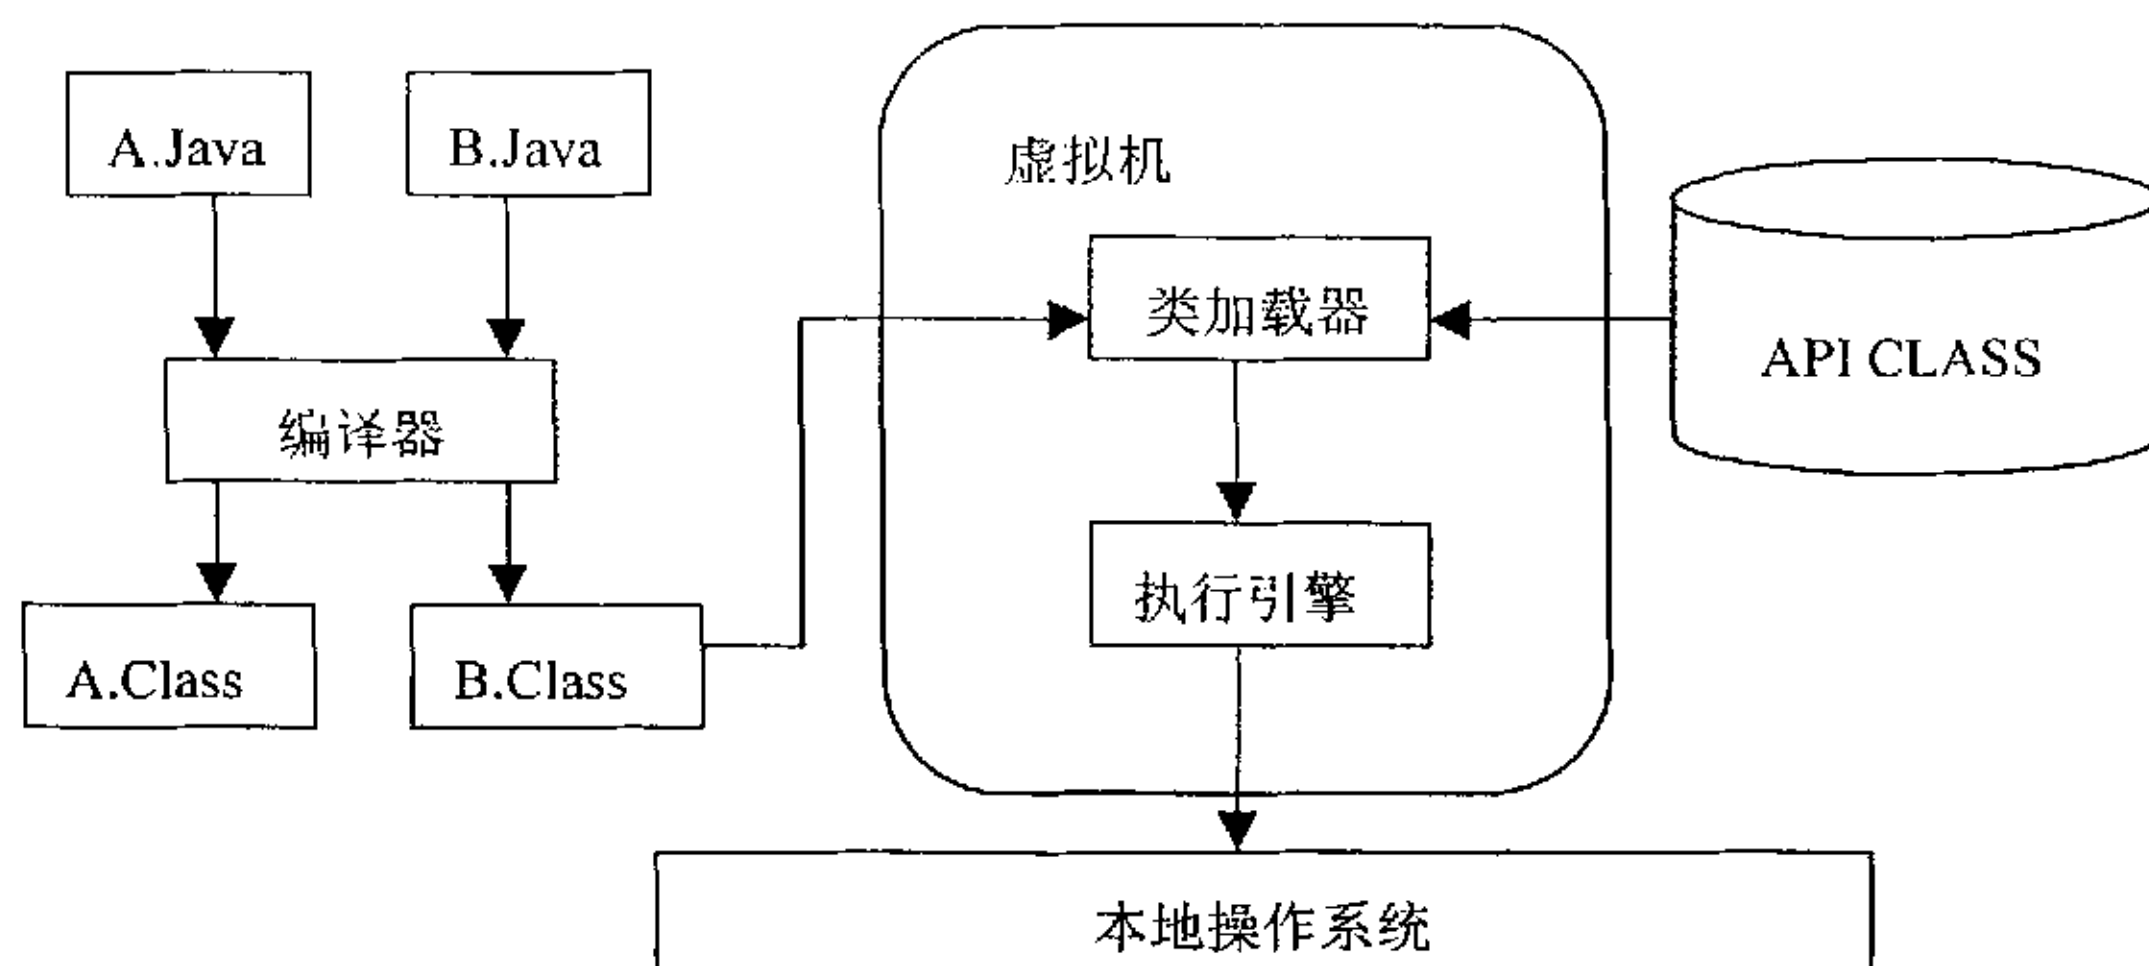 A.Java
B.Java
虚拟机
类加载器
API CLASS
编译器
执行引擎
A.Class
B.Class
本地操作系统